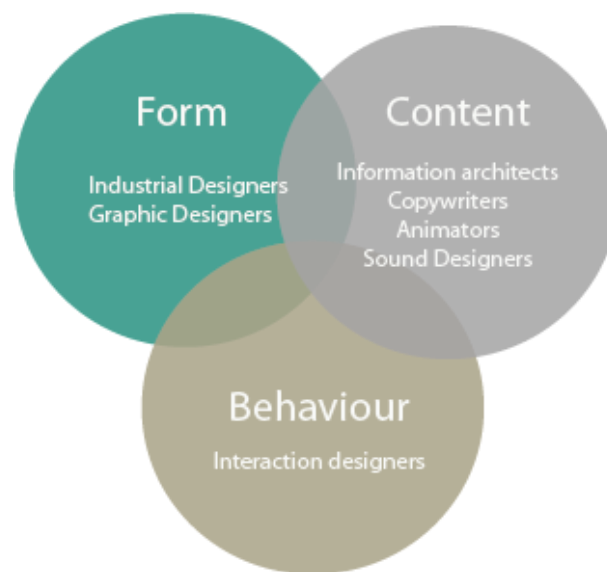 Form
Industrial Designers
Graphic Designers
Content
Information architects
Copywriters
Animators
Sound Designers
Behaviour
Interaction designers